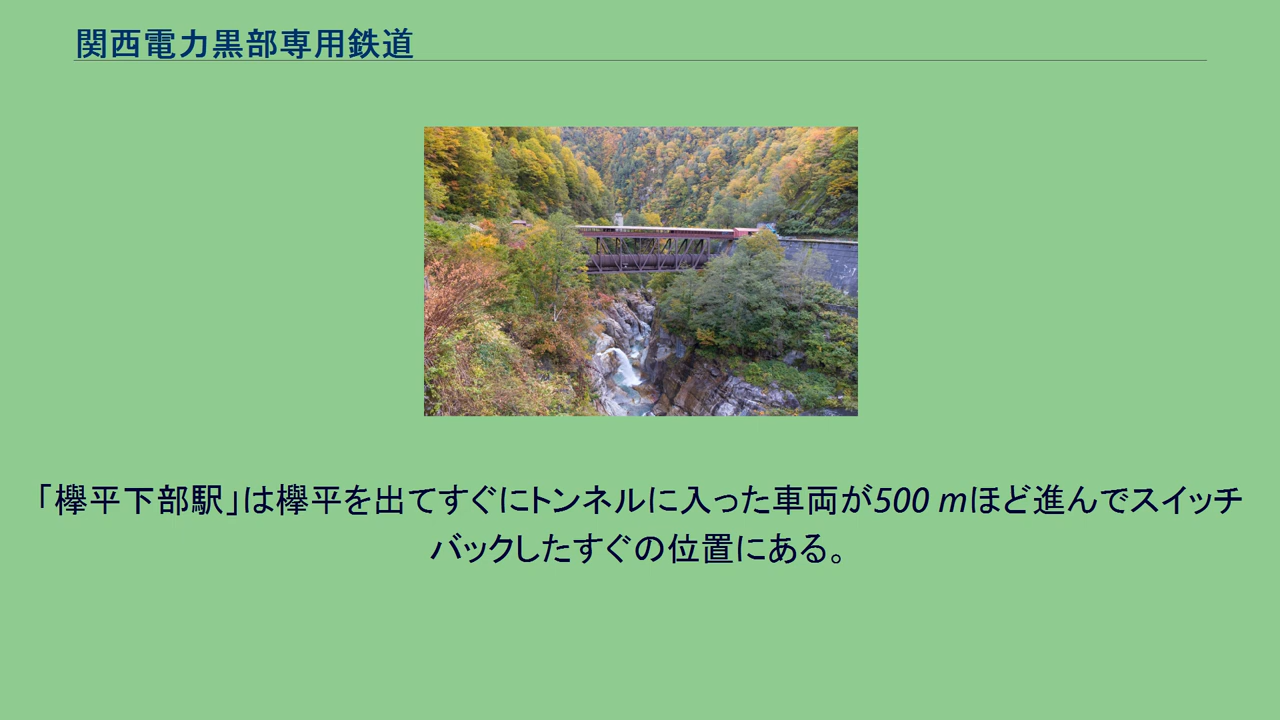 関西電力黒部専用鉄道
「欅平下部駅」は欅平を出てすぐにトンネルに入った車両が500 mほど進んでスイッチ
バックしたすぐの位置にある。